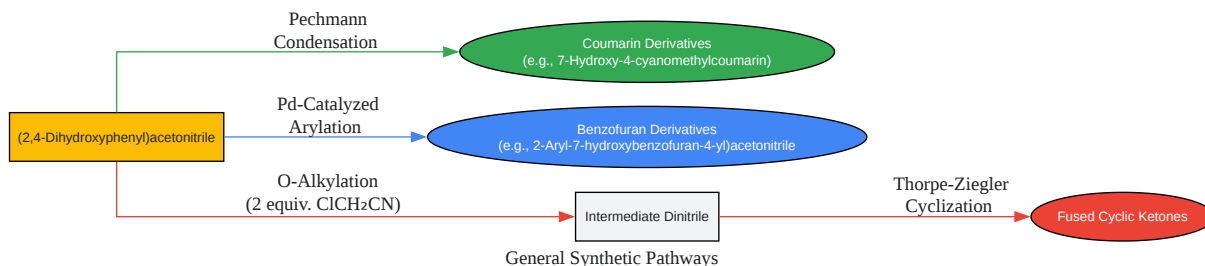 Pechmann
Condensation
Coumarin Derivatives
(e.g., 7-Hydroxy-4-cyanomethylcoumarin)
(2,4-Dihydroxyphenyl)acetonitrile
Pd-Catalyzed
Arylation
Benzofuran Derivatives
(e.g., 2-Aryl-7-hydroxybenzofuran-4-yl)acetonitrile
O-Alkylation
(2 equiv. ClCH₂CN)
Intermediate Dinitrile
Thorpe-Ziegler
Cyclization
Fused Cyclic Ketones
General Synthetic Pathways